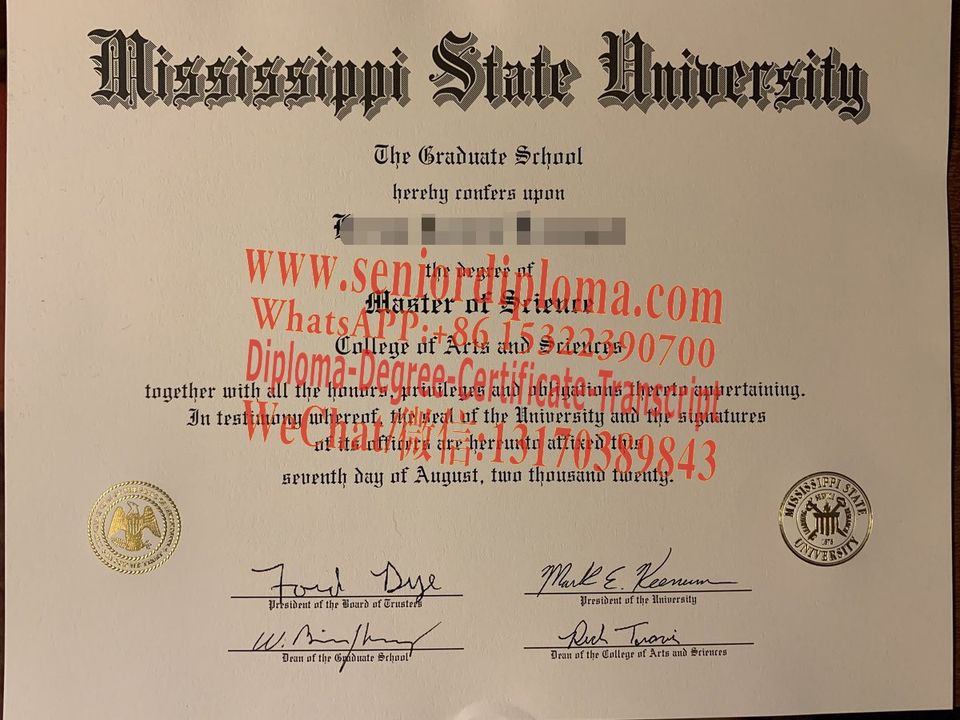 Mississippi State University
The Graduate School
hereby confers upon
the degree of
www.seniordiploma.com
Master of Science
WhatsAPP:+86 15322390700
College of Arts and Sciences
Diploma-Degree-Certificate Transcript
together with all the honors, privileges and obligations thereto appertaining.
In testimony whereof, the seal of the University and the signatures
WeChat/微信:13170389843
of its officers are hereunto affixed this
seventh day of August, two thousand twenty.
MISSISSIPPI STATE
UNIVERSITY
1878
Ford Dye
President of the Board of Trustees
Mark E. Keenum
President of the University
Dean of the Graduate School
Rick Travis
Dean of the College of Arts and Sciences